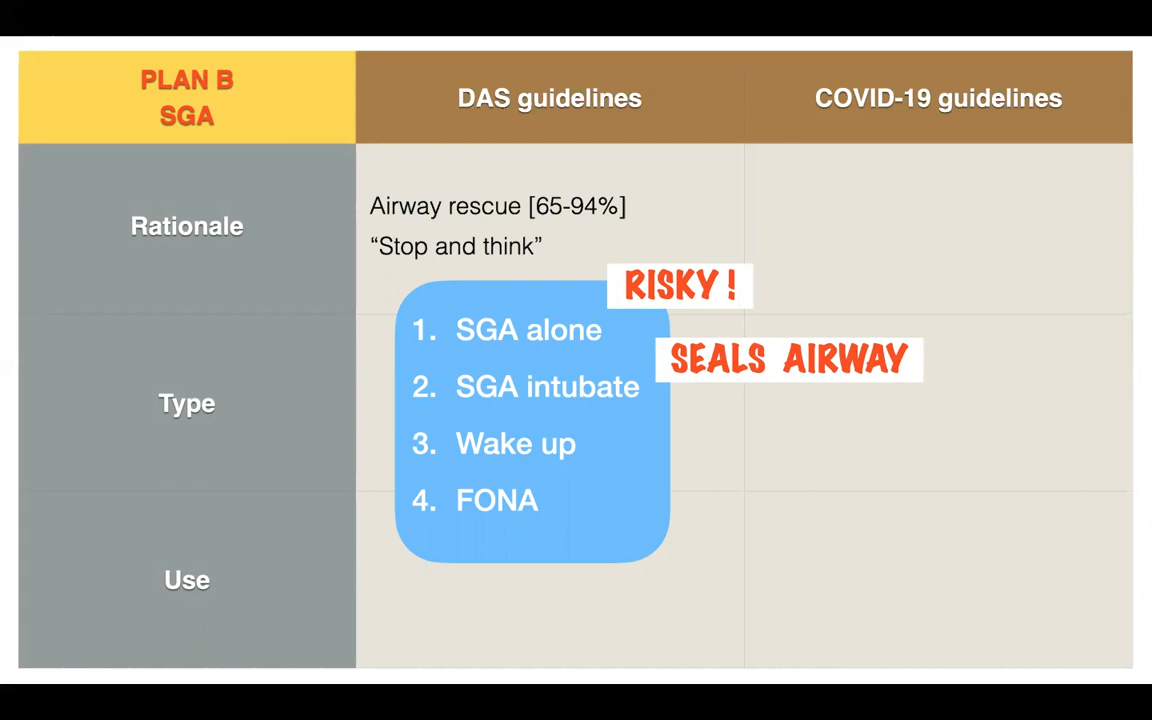 PLAN B
SGA
DAS guidelines
COVID-19 guidelines
Rationale
Airway rescue [65-94%]
“Stop and think”
RISKY !
1. SGA alone
SEALS AIRWAY
2. SGA intubate
Type
3. Wake up
4. FONA
Use